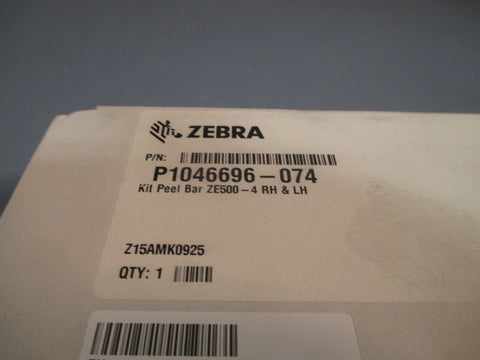 ZEBRA
P/N:
P1046696-074
Kit Peel Bar ZE500-4 RH & LH
Z15AMK0925
QTY: 1